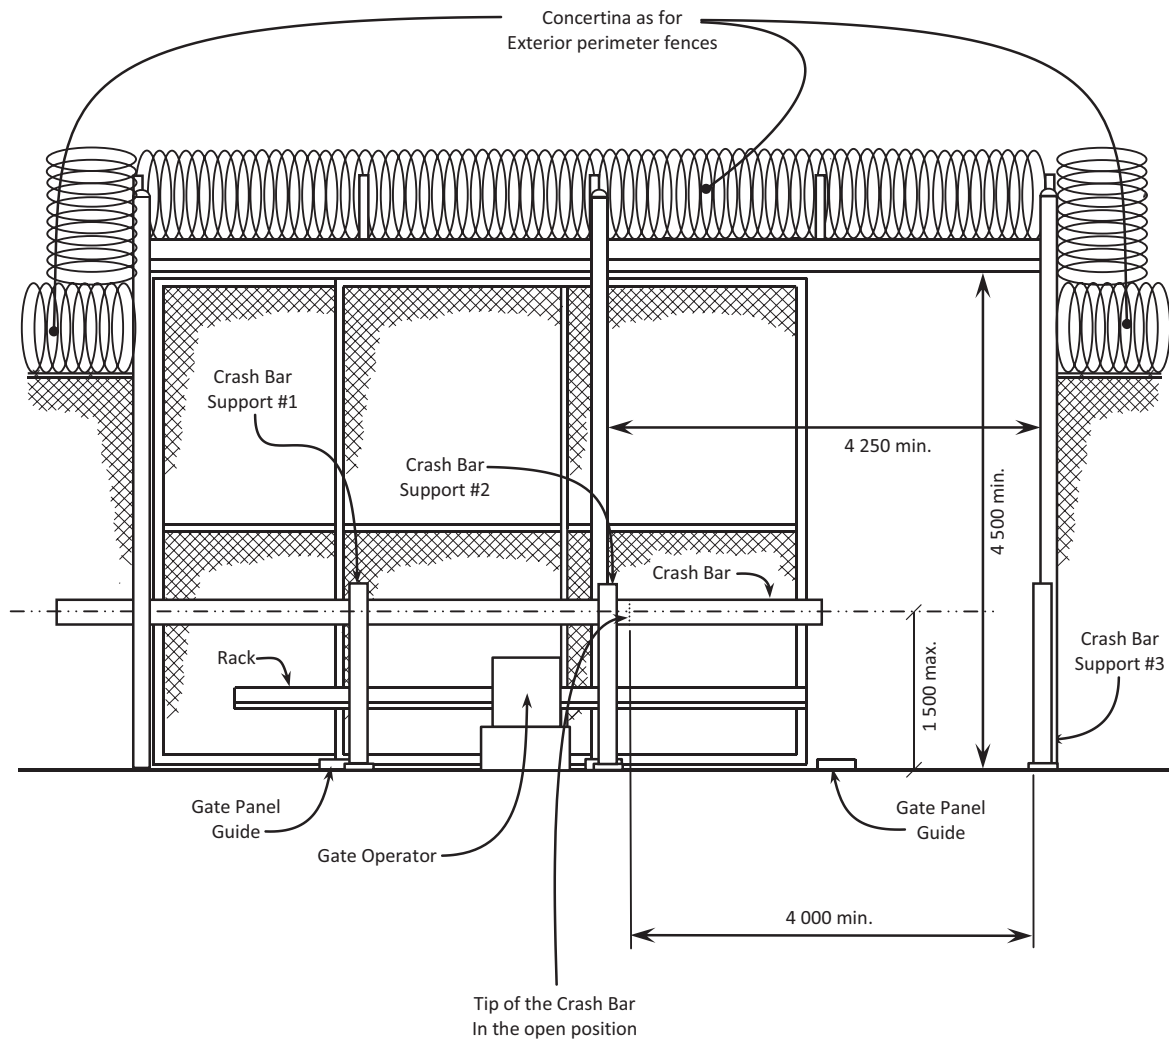 Concertina as for
Exterior perimeter fences
Crash Bar
Support #1
4 250 min.
Crash Bar
Support #2
4 500 min.
Crash Bar
Crash Bar
Support #3
Rack
1 500 max.
Gate Panel
Guide
Gate Operator
Gate Panel
Guide
4 000 min.
Tip of the Crash Bar
In the open position